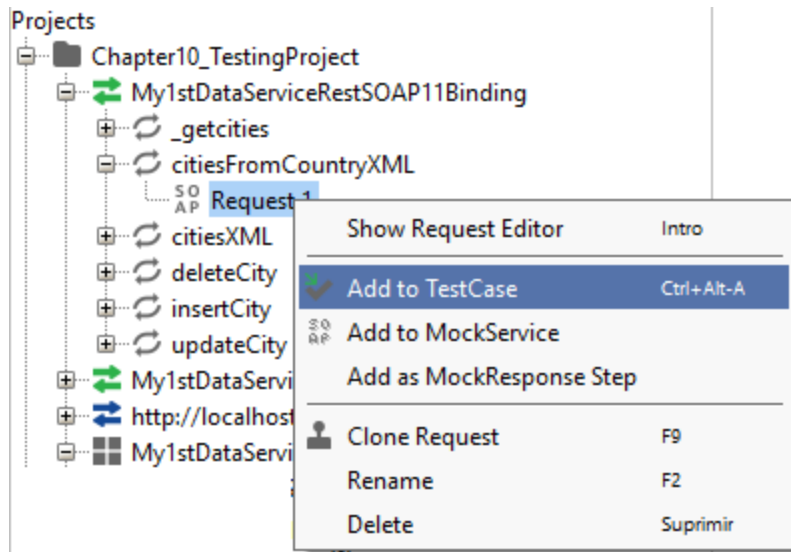 Projects
Chapter10_TestingProject
My1stDataServiceRestSOAP11Binding
_getcities
citiesFromCountryXML
SOAP Request 1
citiesXML
deleteCity
insertCity
updateCity
My1stDataServi
http://localhost
My1stDataServi
Show Request Editor Intro
Add to TestCase Ctrl+Alt-A
SOAP Add to MockService
Add as MockResponse Step
Clone Request F9
Rename F2
Delete Suprimir